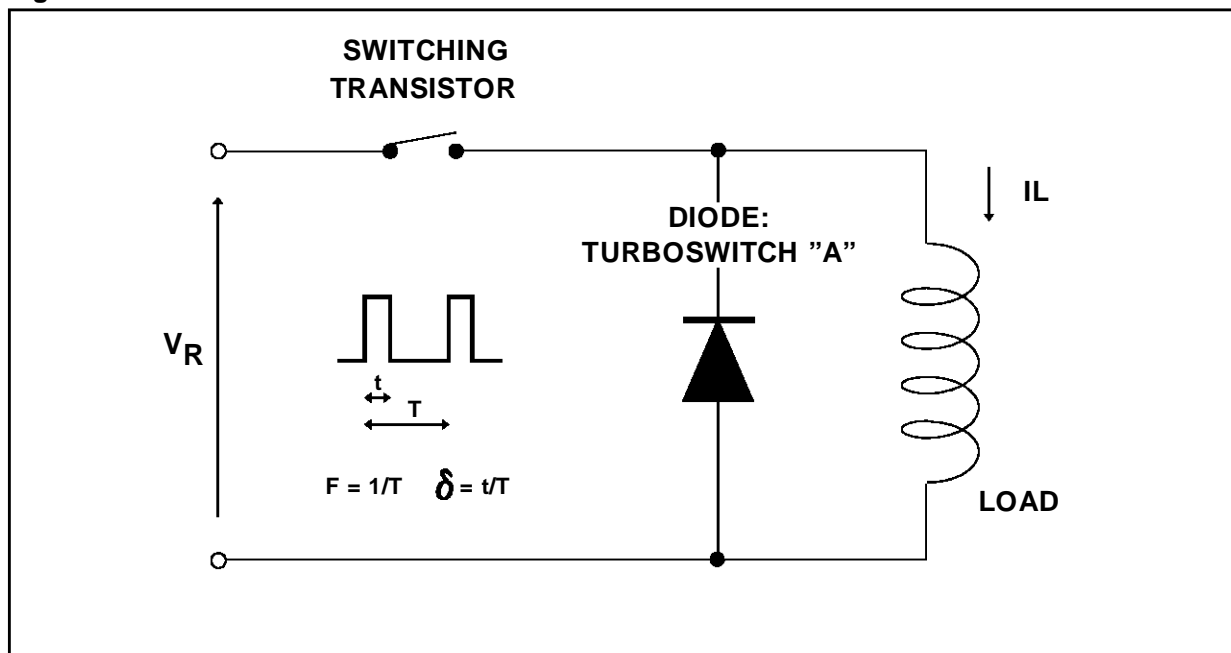 SWITCHING
TRANSISTOR
IL
DIODE:
TURBOSWITCH ”A”
VR
t
T
F = 1/T δ = t/T
LOAD